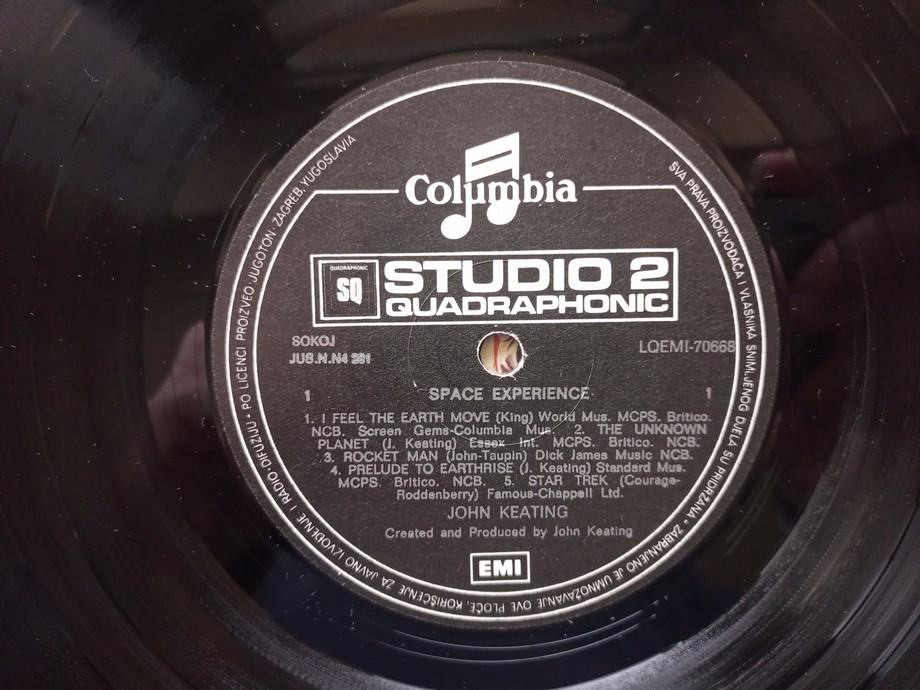 Columbia
QUADRAPHONIC
SQ
STUDIO 2
QUADRAPHONIC
SOKOJ
JUS.N.N4 281
LQEMI-70668
1 SPACE EXPERIENCE 1
1. I FEEL THE EARTH MOVE (King) World Mus. MCPS. Britico.
NCB. Screen Gems-Columbia Mus. 2. THE UNKNOWN
PLANET (J. Keating) Essex Int. MCPS. Britico. NCB.
3. ROCKET MAN (John-Taupin) Dick James Music NCB.
4. PRELUDE TO EARTHRISE (J. Keating) Standard Mus.
MCPS. Britico. NCB. 5. STAR TREK (Courage-
Roddenberry) Famous-Chappell Ltd.
JOHN KEATING
Created and Produced by John Keating
EMI
SVA PRAVA PROIZVOĐAČA I VLASNIKA SNIMLJENOG DJELA SU PRIDRŽANA • ZABRANJENO JE UMNOŽAVANJE OVE PLOČE, KORIŠĆENJE ZA JAVNO IZVOĐENJE I RADIO-DIFUZIJU • PO LICENCI PROIZVEO JUGOTON - ZAGREB, YUGOSLAVIA